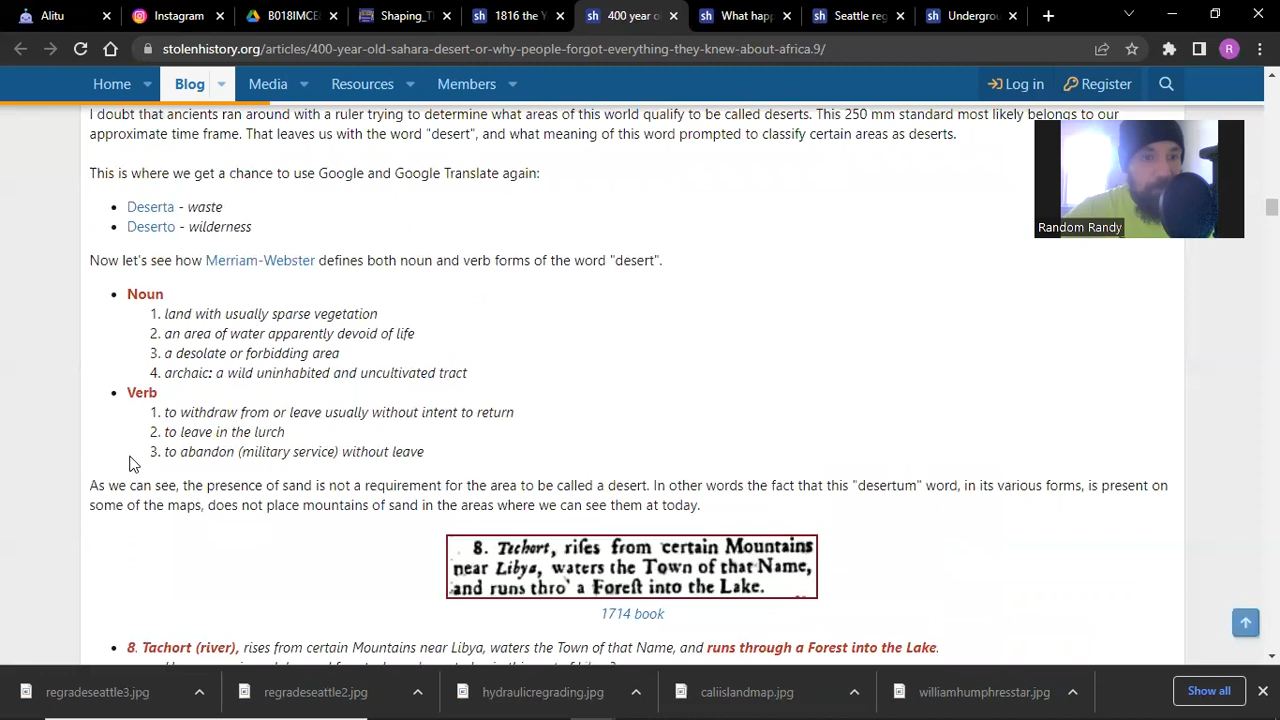 Alitu
Instagram
B018IMCE
Shaping_T
1816 the Y
400 year o
What happ
Seattle reg
Undergrou
stolenhistory.org/articles/400-year-old-sahara-desert-or-why-people-forgot-everything-they-knew-about-africa.9/
R
Home Blog Media Resources Members Log in Register
I doubt that ancients ran around with a ruler trying to determine what areas of this world qualify to be called deserts. This 250 mm standard most likely belongs to our
approximate time frame. That leaves us with the word "desert", and what meaning of this word prompted to classify certain areas as deserts.
This is where we get a chance to use Google and Google Translate again:
• Deserta - waste
• Deserto - wilderness
Random Randy
Now let's see how Merriam-Webster defines both noun and verb forms of the word "desert".
• Noun
1. land with usually sparse vegetation
2. an area of water apparently devoid of life
3. a desolate or forbidding area
4. archaic: a wild uninhabited and uncultivated tract
• Verb
1. to withdraw from or leave usually without intent to return
2. to leave in the lurch
3. to abandon (military service) without leave
As we can see, the presence of sand is not a requirement for the area to be called a desert. In other words the fact that this "desertum" word, in its various forms, is present on
some of the maps, does not place mountains of sand in the areas where we can see them at today.
8. Techort, rises from certain Mountains
near Libya, waters the Town of that Name,
and runs thro' a Forest into the Lake.
1714 book
• 8. Tachort (river), rises from certain Mountains near Libya, waters the Town of that Name, and runs through a Forest into the Lake.
regradeseattle3.jpg
regradeseattle2.jpg
hydraulicregrading.jpg
caliislandmap.jpg
williamhumphresstar.jpg
Show all